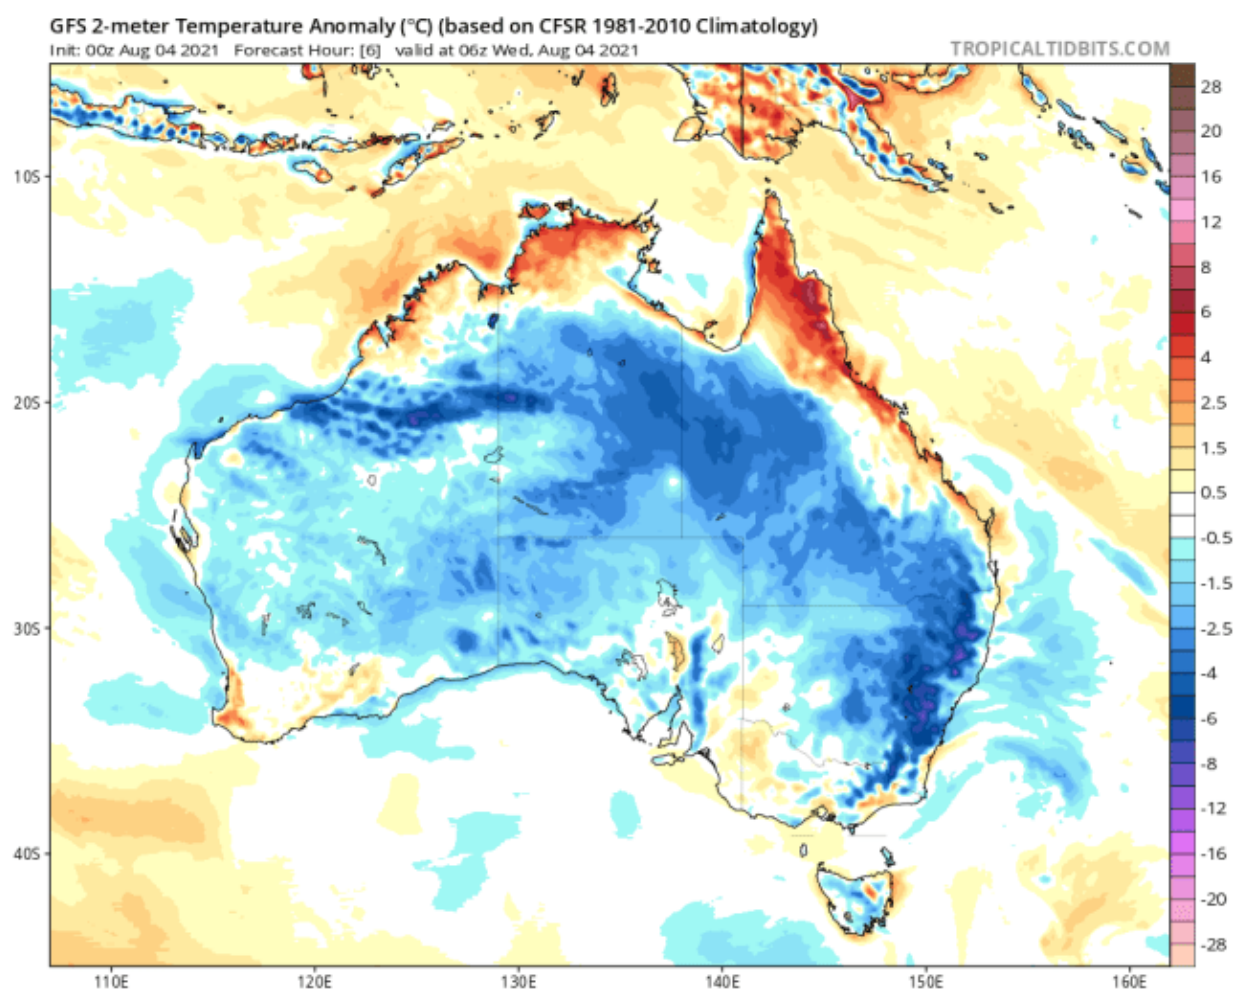 GFS 2-meter Temperature Anomaly (°C) (based on CFSR 1981-2010 Climatology)
Init: 00z Aug 04 2021 Forecast Hour: [6] valid at 06z Wed, Aug 04 2021
TROPICALTIDBITS.COM
28
20
16
12
8
6
4
2.5
1.5
0.5
-0.5
-1.5
-2.5
-4
-6
-8
-12
-16
-20
-28
10S
20S
30S
40S
110E
120E
130E
140E
150E
160E